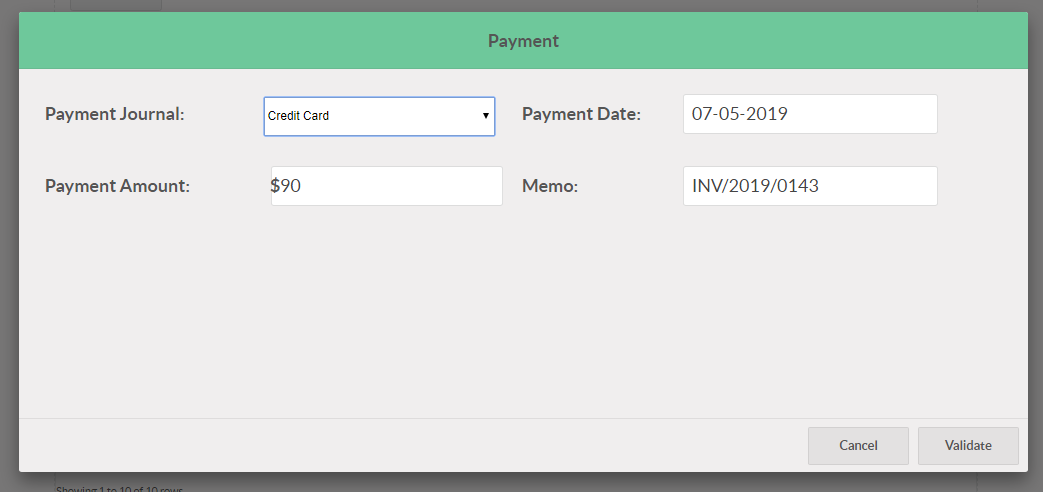 Payment
Payment Journal: Credit Card Payment Date: 07-05-2019
Payment Amount: $90 Memo: INV/2019/0143
Cancel Validate
Showing 1 to 10 of 10 rows